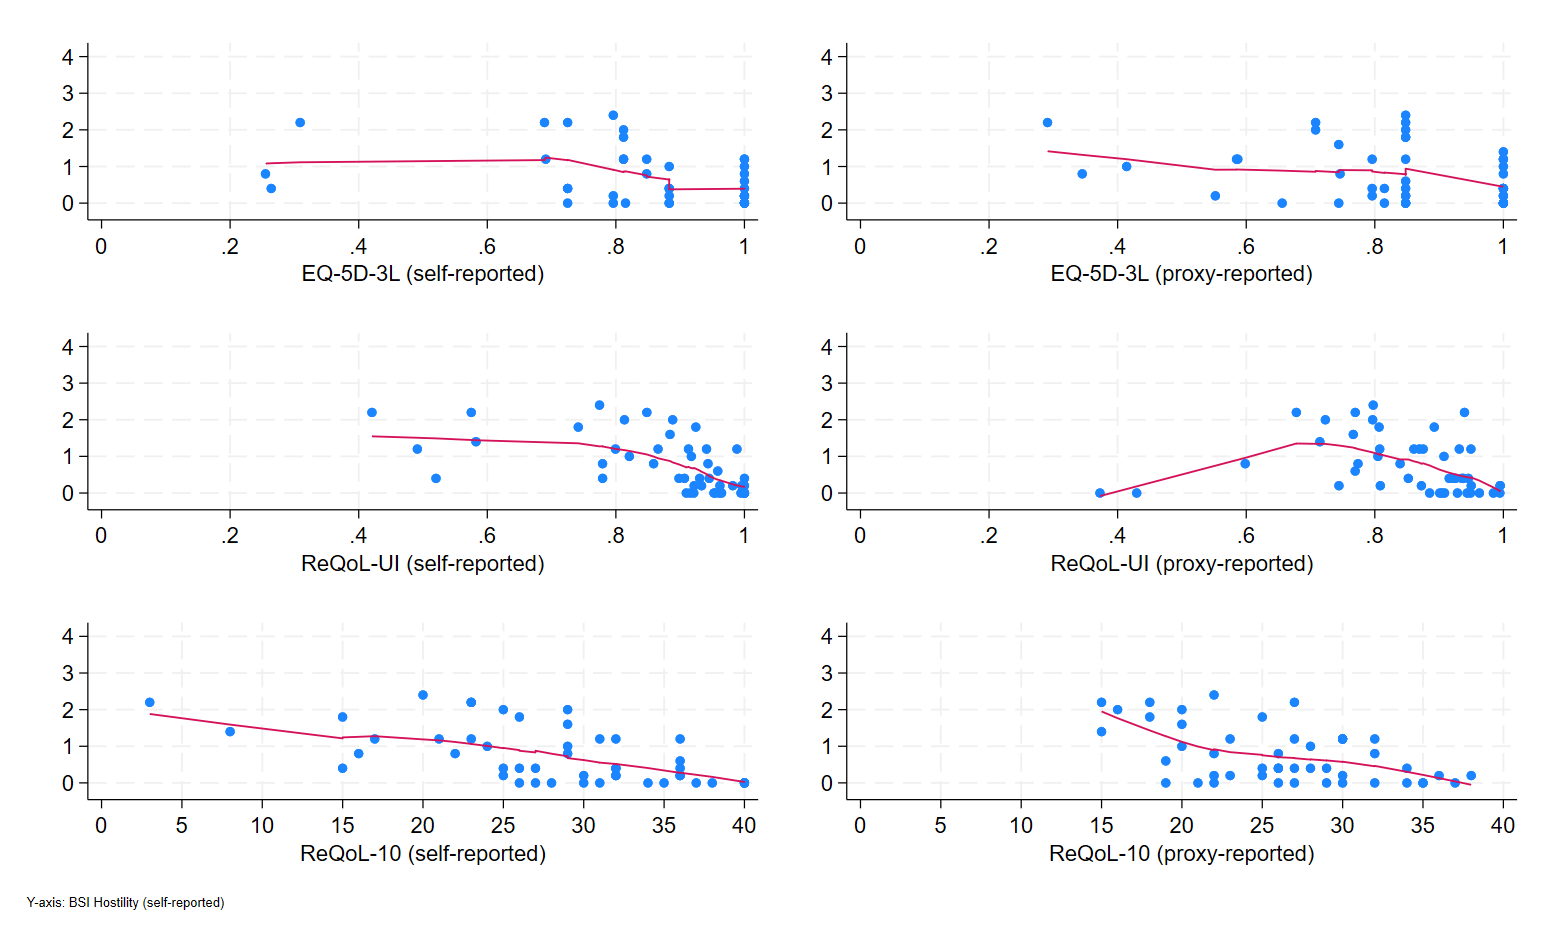 4 4
3 3
2 2
1 1
0 0
0 .2 .4 .6 .8 1 0 .2 .4 .6 .8 1
EQ-5D-3L (self-reported) EQ-5D-3L (proxy-reported)
4 4
3 3
2 2
1 1
0 0
0 .2 .4 .6 .8 1 0 .2 .4 .6 .8 1
ReQoL-UI (self-reported) ReQoL-UI (proxy-reported)
4 4
3 3
2 2
1 1
0 0
0 5 10 15 20 25 30 35 40 0 5 10 15 20 25 30 35 40
ReQoL-10 (self-reported) ReQoL-10 (proxy-reported)
Y-axis: BSI Hostility (self-reported)